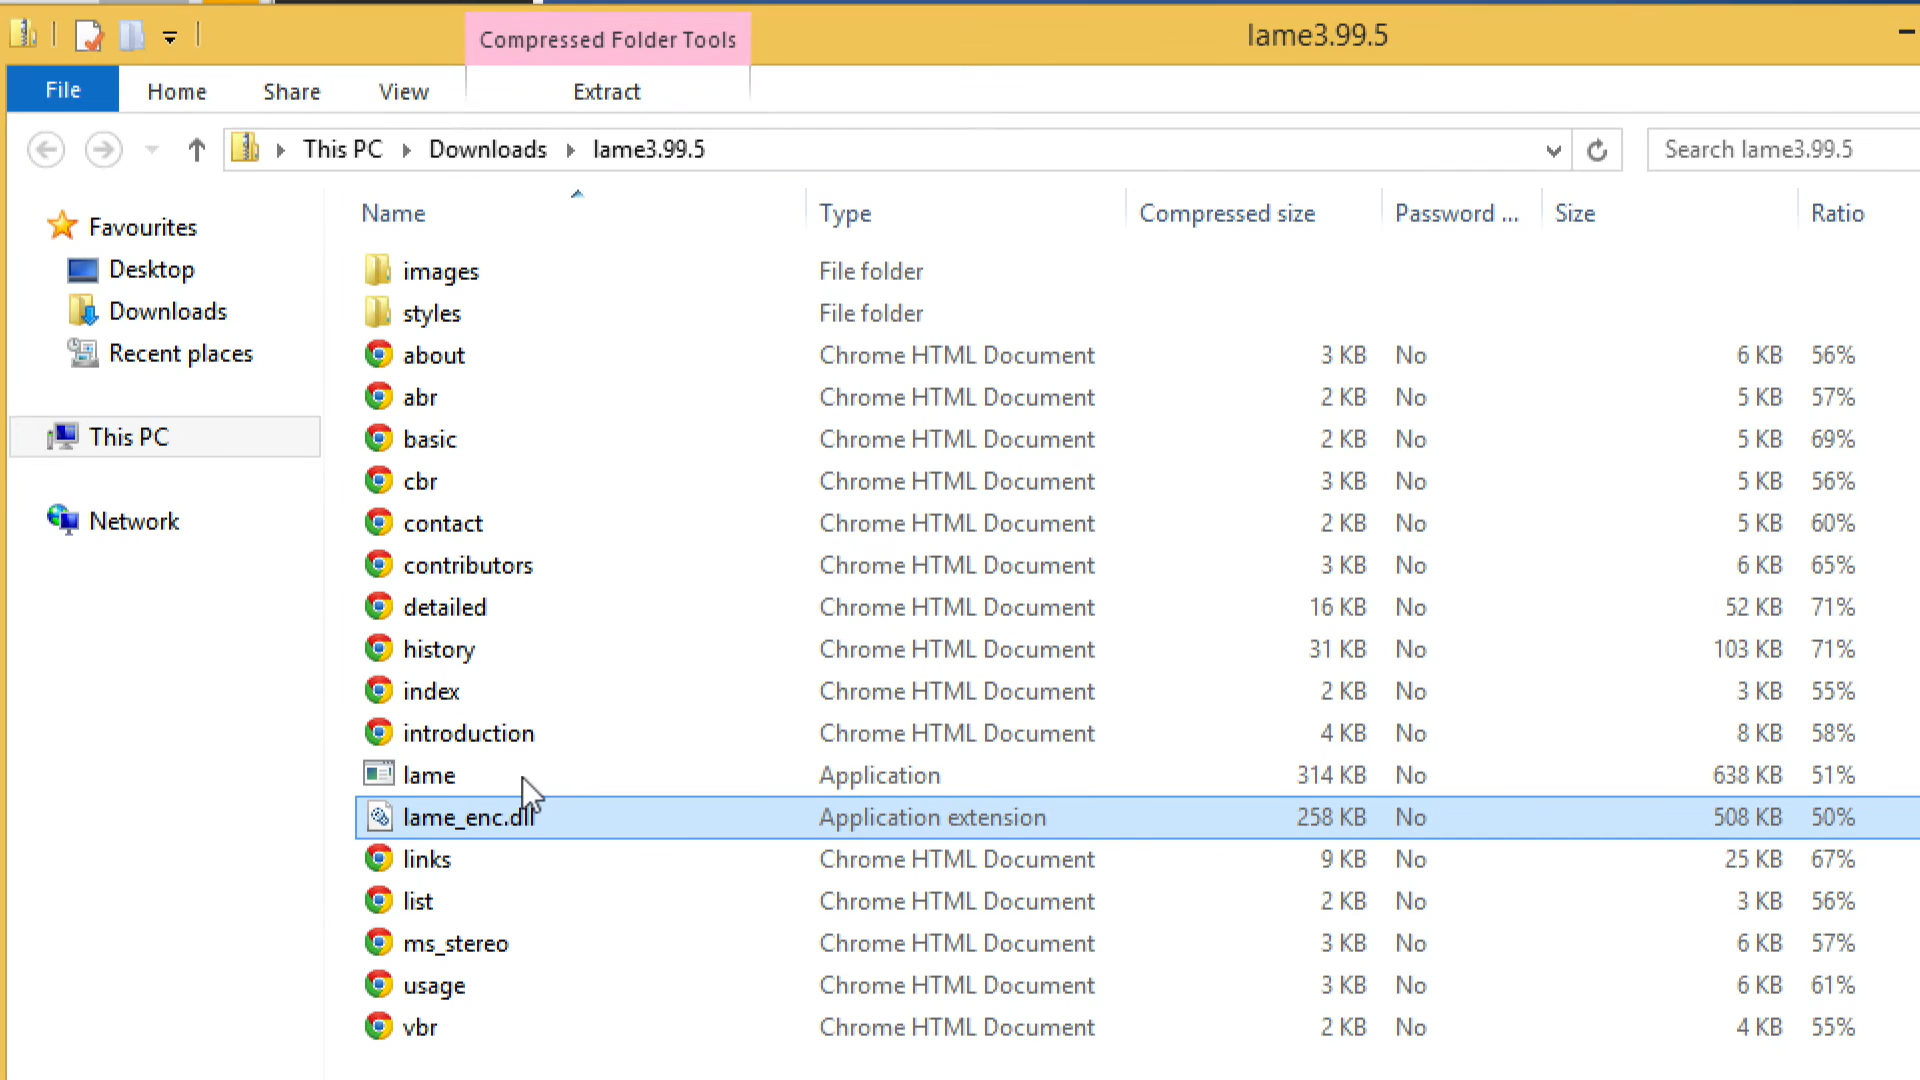 Compressed Folder Tools
lame3.99.5
File
Home
Share
View
Extract
This PC
Downloads
lame3.99.5
Search lame3.99.5
Favourites
Desktop
Downloads
Recent places
This PC
Network
Name Type Compressed size Password ... Size Ratio
images File folder
styles File folder
about Chrome HTML Document 3 KB No 6 KB 56%
abr Chrome HTML Document 2 KB No 5 KB 57%
basic Chrome HTML Document 2 KB No 5 KB 69%
cbr Chrome HTML Document 3 KB No 5 KB 56%
contact Chrome HTML Document 2 KB No 5 KB 60%
contributors Chrome HTML Document 3 KB No 6 KB 65%
detailed Chrome HTML Document 16 KB No 52 KB 71%
history Chrome HTML Document 31 KB No 103 KB 71%
index Chrome HTML Document 2 KB No 3 KB 55%
introduction Chrome HTML Document 4 KB No 8 KB 58%
lame Application 314 KB No 638 KB 51%
lame_enc.dll Application extension 258 KB No 508 KB 50%
links Chrome HTML Document 9 KB No 25 KB 67%
list Chrome HTML Document 2 KB No 3 KB 56%
ms_stereo Chrome HTML Document 3 KB No 6 KB 57%
usage Chrome HTML Document 3 KB No 6 KB 61%
vbr Chrome HTML Document 2 KB No 4 KB 55%